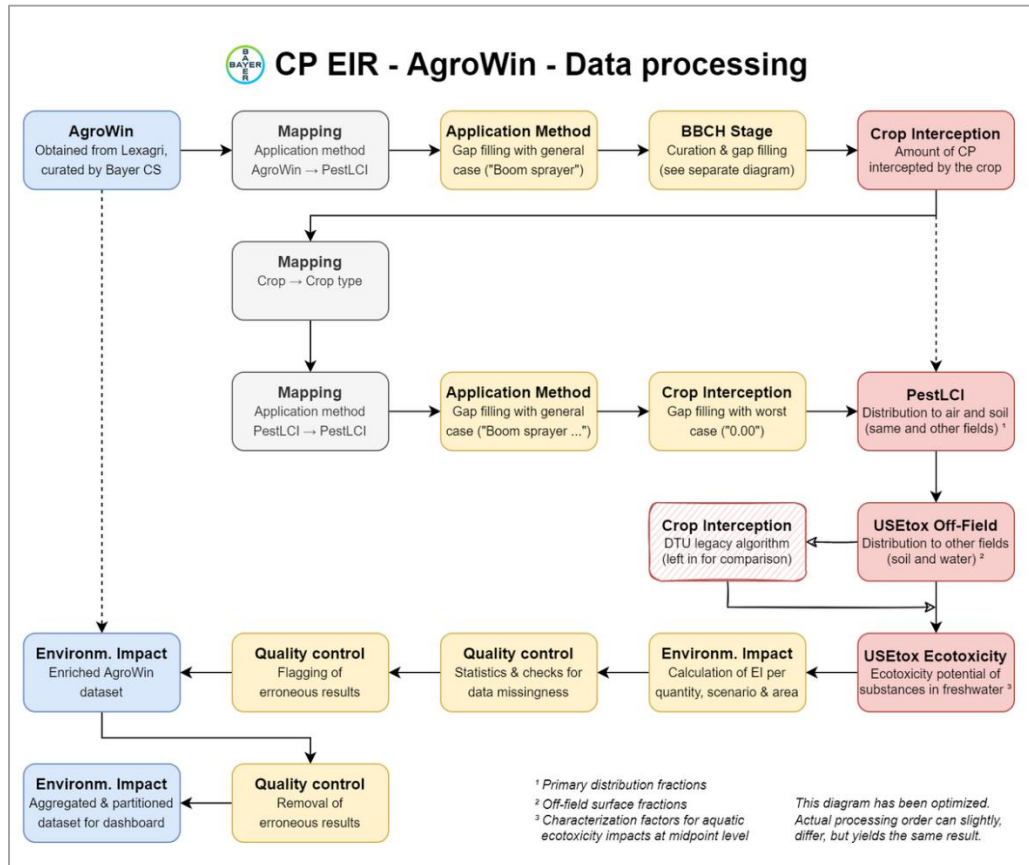 BAYER
BAYER
CP EIR - AgroWin - Data processing
AgroWin
Obtained from Lexagri,
curated by Bayer CS
Mapping
Application method
AgroWin → PestLCI
Application Method
Gap filling with general
case ("Boom sprayer")
BBCH Stage
Curation & gap filling
(see separate diagram)
Crop Interception
Amount of CP
intercepted by the crop
Mapping
Crop → Crop type
Mapping
Application method
PestLCI → PestLCI
Application Method
Gap filling with general
case ("Boom sprayer ...")
Crop Interception
Gap filling with worst
case ("0.00")
PestLCI
Distribution to air and soil
(same and other fields) ¹
Crop Interception
DTU legacy algorithm
(left in for comparison)
USEtox Off-Field
Distribution to other fields
(soil and water) ²
Environm. Impact
Enriched AgroWin
dataset
Quality control
Flagging of
erroneous results
Quality control
Statistics & checks for
data missingness
Environm. Impact
Calculation of EI per
quantity, scenario & area
USEtox Ecotoxicity
Ecotoxicity potential of
substances in freshwater ³
Environm. Impact
Aggregated & partitioned
dataset for dashboard
Quality control
Removal of
erroneous results
¹ Primary distribution fractions
² Off-field surface fractions
³ Characterization factors for aquatic
ecotoxicity impacts at midpoint level
This diagram has been optimized.
Actual processing order can slightly,
differ, but yields the same result.